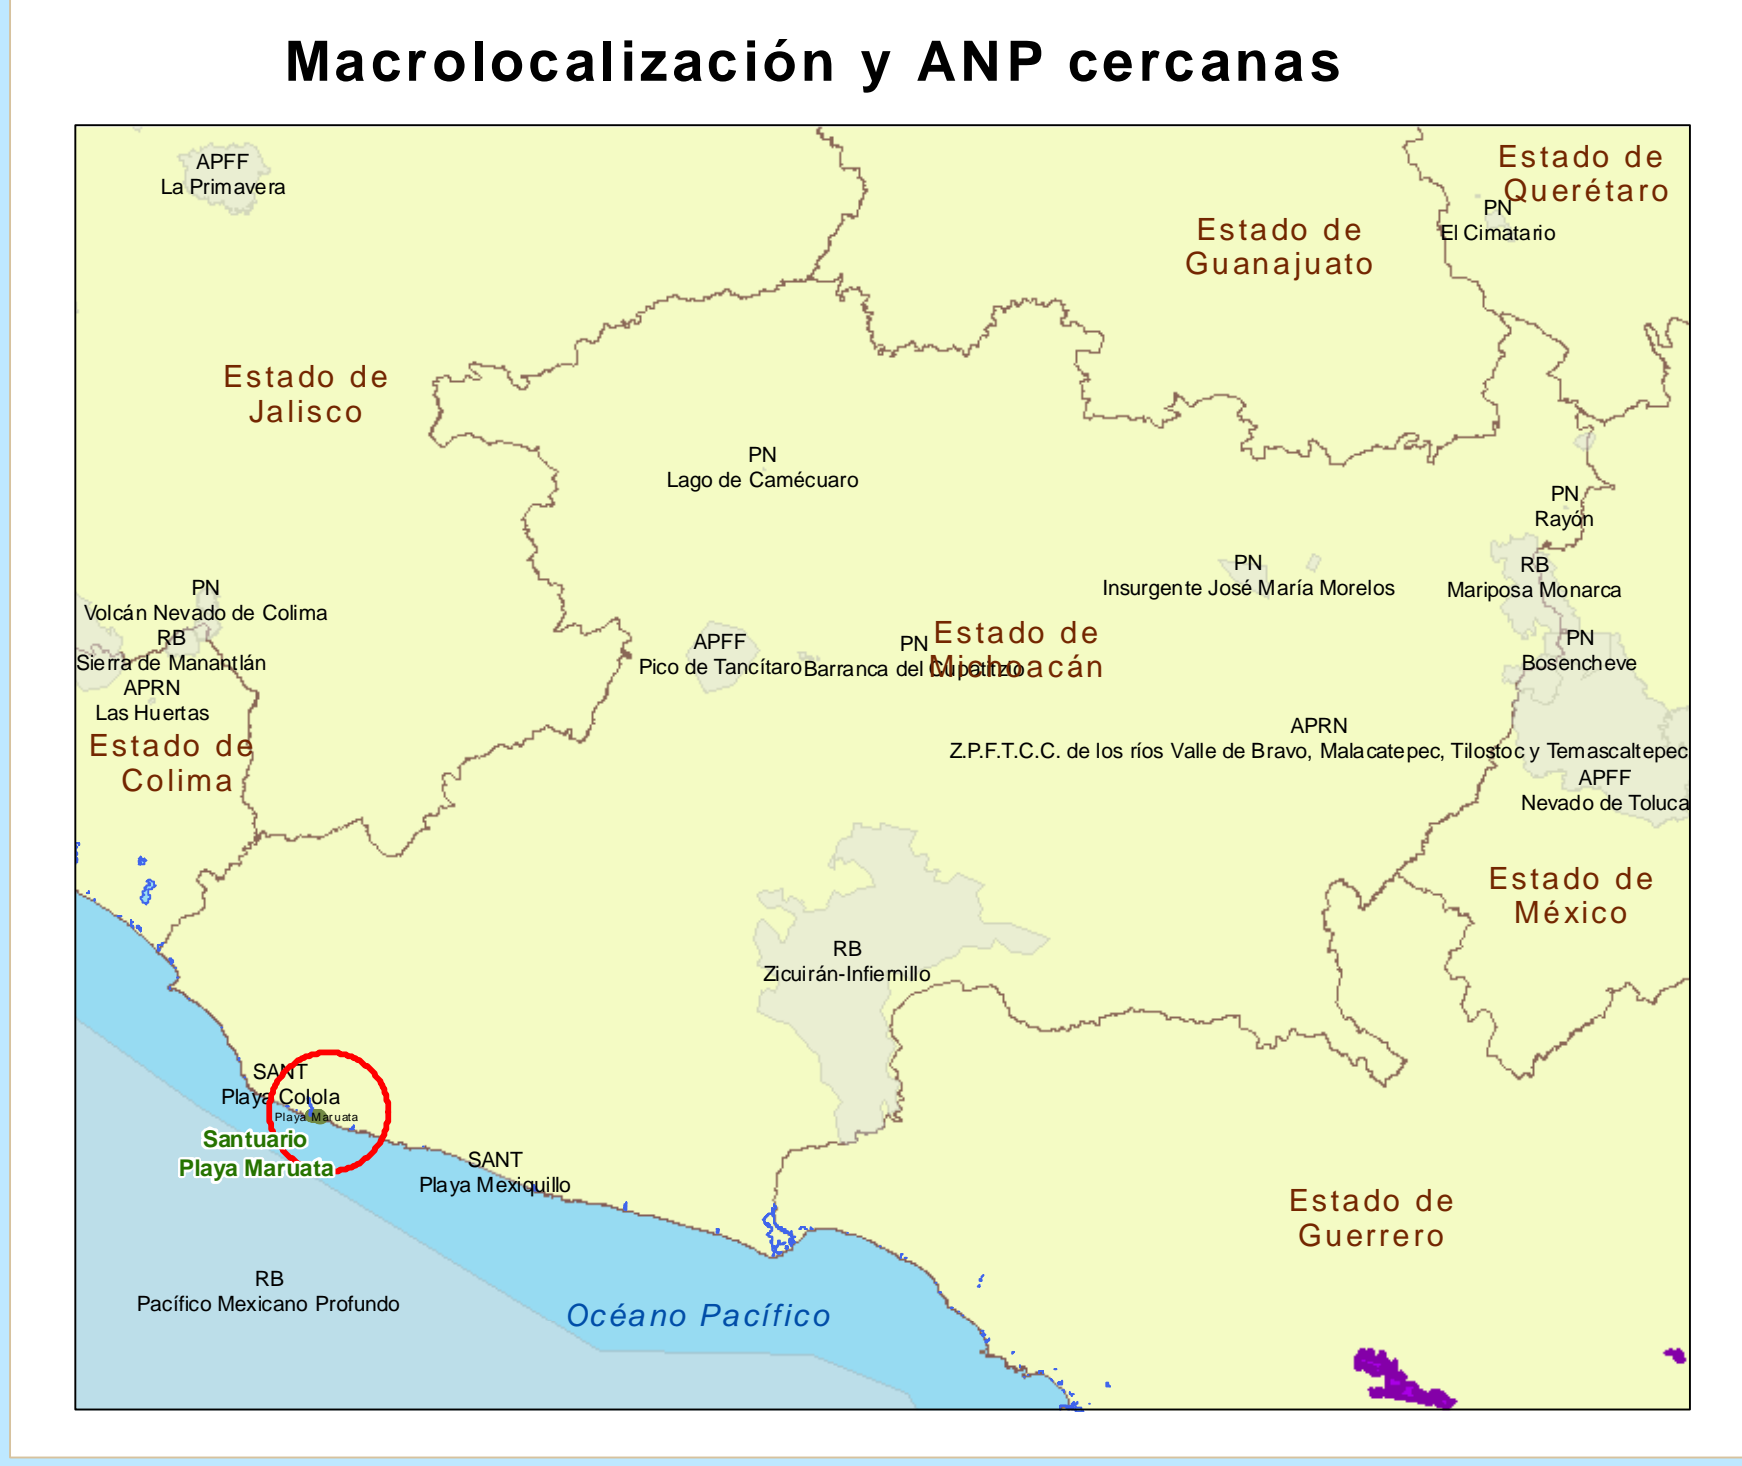 Macrolocalización y ANP cercanas
APFF
La Primavera
Estado de
Querétaro
PN
El Cimatario
Estado de
Guanajuato
Estado de
Jalisco
PN
Lago de Camécuaro
PN
Rayón
PN
Insurgente José María Morelos
RB
Mariposa Monarca
PN
Volcán Nevado de Colima
RB
Sierra de Manantlán
APRN
Las Huertas
Estado de
Colima
APFF
Pico de Tancítaro
PN
Barranca del Cupatitzio
Estado de
Michoacán
PN
Bosencheve
APRN
Z.P.F.T.C.C. de los ríos Valle de Bravo, Malacatepec, Tilostoc y Temascaltepec
APFF
Nevado de Toluca
Estado de
México
RB
Zicuirán-Infiernillo
SANT
Playa Colola
Playa Maruata
Santuario
Playa Maruata
SANT
Playa Mexiquillo
Estado de
Guerrero
RB
Pacífico Mexicano Profundo
Océano Pacífico